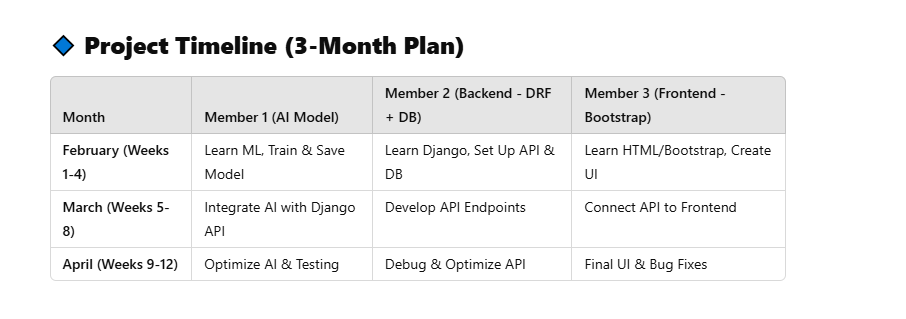 Project Timeline (3-Month Plan)
Month
Member 1 (AI Model)
Member 2 (Backend - DRF
+ DB)
Member 3 (Frontend -
Bootstrap)
February (Weeks
1-4)
Learn ML, Train & Save
Model
Learn Django, Set Up API &
DB
Learn HTML/Bootstrap, Create
UI
March (Weeks 5-
8)
Integrate AI with Django
API
Develop API Endpoints
Connect API to Frontend
April (Weeks 9-12)
Optimize AI & Testing
Debug & Optimize API
Final UI & Bug Fixes